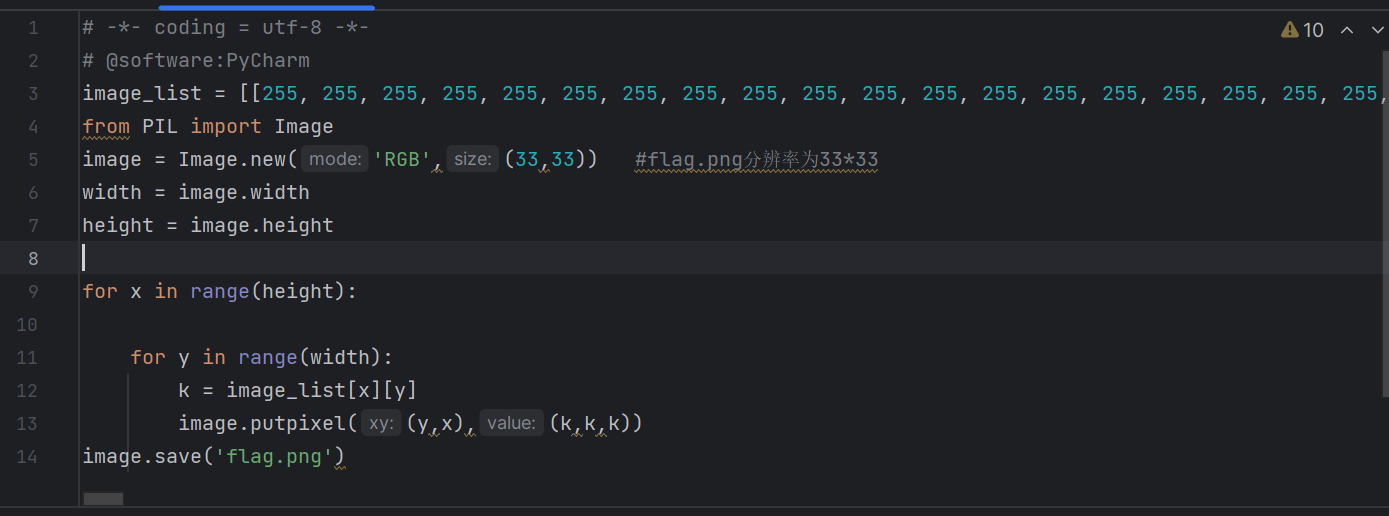 1 # -*- coding = utf-8 -*-
10
2 # @software:PyCharm
3 image_list = [[255, 255, 255, 255, 255, 255, 255, 255, 255, 255, 255, 255, 255, 255, 255, 255, 255, 255, 255,
4 from PIL import Image
5 image = Image.new( mode: 'RGB', size: (33,33)) #flag.png分辨率为33*33
6 width = image.width
7 height = image.height
8
9 for x in range(height):
10
11 for y in range(width):
12 k = image_list[x][y]
13 image.putpixel( xy: (y,x), value: (k,k,k))
14 image.save('flag.png')